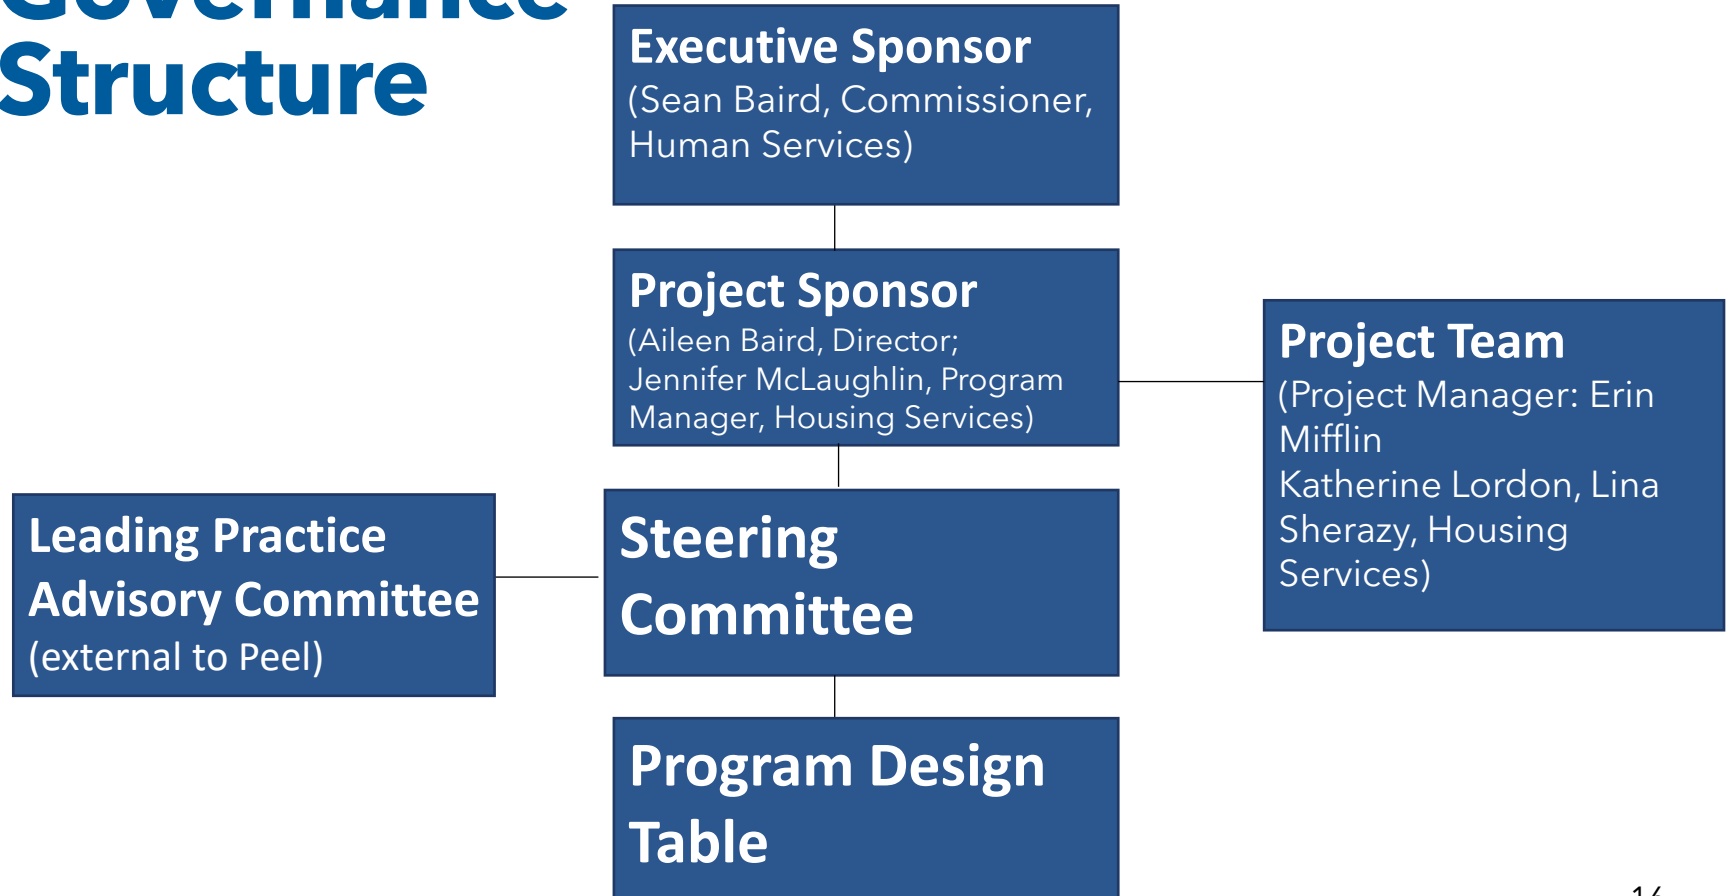 Governance
Structure
Executive Sponsor
(Sean Baird, Commissioner,
Human Services)
Project Sponsor
(Aileen Baird, Director;
Jennifer McLaughlin, Program
Manager, Housing Services)
Project Team
(Project Manager: Erin
Mifflin
Katherine Lordon, Lina
Sherazy, Housing
Services)
Leading Practice
Advisory Committee
(external to Peel)
Steering
Committee
Program Design
Table